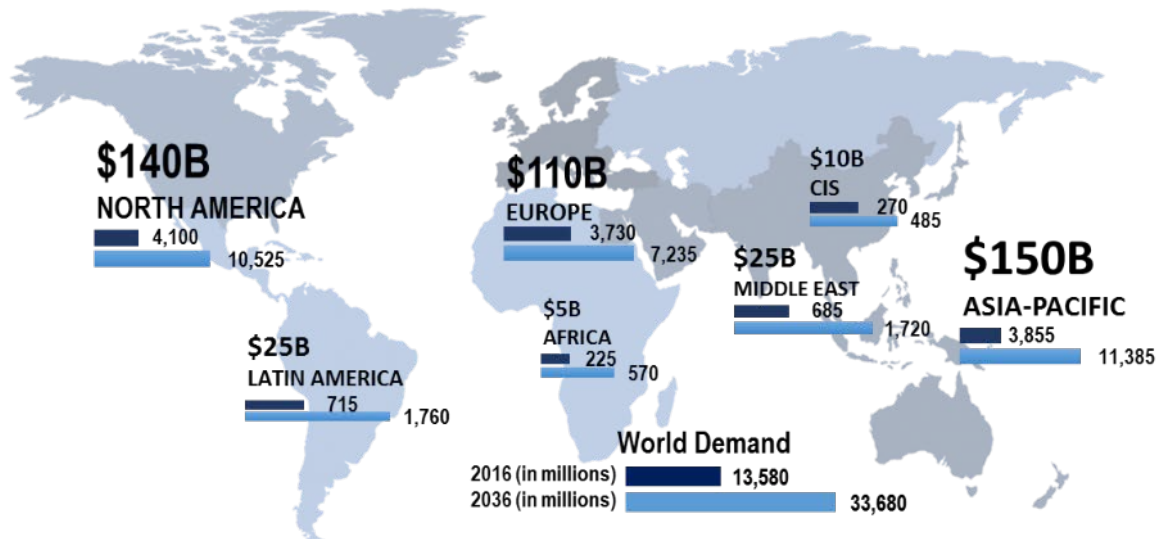 $140B
NORTH AMERICA
4,100
10,525
$110B
EUROPE
3,730
7,235
$10B
CIS
270
485
$25B
MIDDLE EAST
685
1,720
$150B
ASIA-PACIFIC
3,855
11,385
$5B
AFRICA
225
570
$25B
LATIN AMERICA
715
1,760
World Demand
2016 (in millions) 13,580
2036 (in millions) 33,680